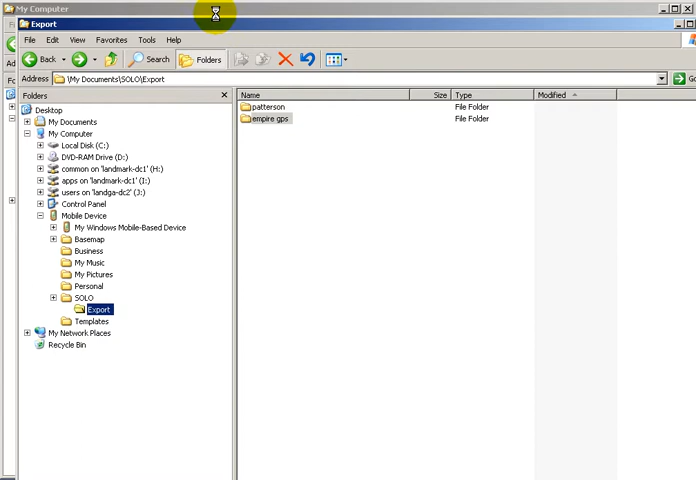 My Computer
Export
File Edit View Favorites Tools Help
Back Search Folders
Address \My Documents\SOLO\Export Go
Folders
Name Size Type Modified
Desktop
My Documents
My Computer
Local Disk (C:)
DVD-RAM Drive (D:)
common on 'landmark-dc1' (H:)
apps on 'landmark-dc1' (I:)
users on 'landga-dc2' (J:)
Control Panel
Mobile Device
My Windows Mobile-Based Device
Basemap
Business
My Music
My Pictures
Personal
SOLO
Export
Templates
My Network Places
Recycle Bin
patterson File Folder
empire gps File Folder